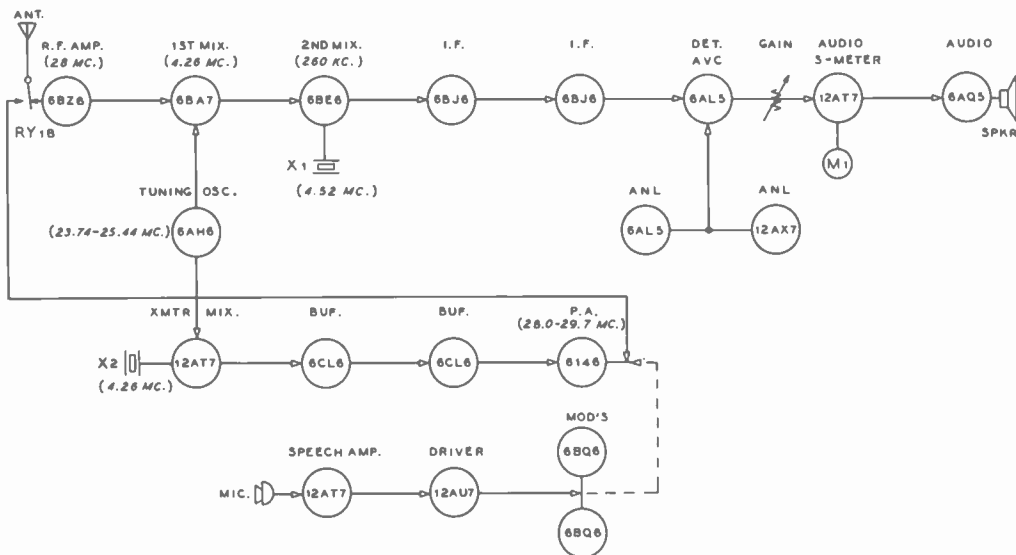 ANT.
R.F. AMP.
(28 MC.)
1ST MIX.
(4.26 MC.)
2ND MIX.
(260 KC.)
I.F.
I.F.
DET.
AVC
GAIN
AUDIO
S-METER
AUDIO
6BZ6
6BA7
6BE6
6BJ6
6BJ6
6AL5
12AT7
6AQ5
RY1B
SPKR
X1
(4.52 MC.)
M1
TUNING OSC.
(23.74-25.44 MC.)
6AH6
ANL
ANL
6AL5
12AX7
XMTR MIX.
BUF.
BUF.
P.A.
(28.0-29.7 MC.)
X2
(4.26 MC.)
12AT7
6CL6
6CL6
6146
MOD'S
6BQ6
SPEECH AMP.
DRIVER
MIC.
12AT7
12AU7
6BQ6